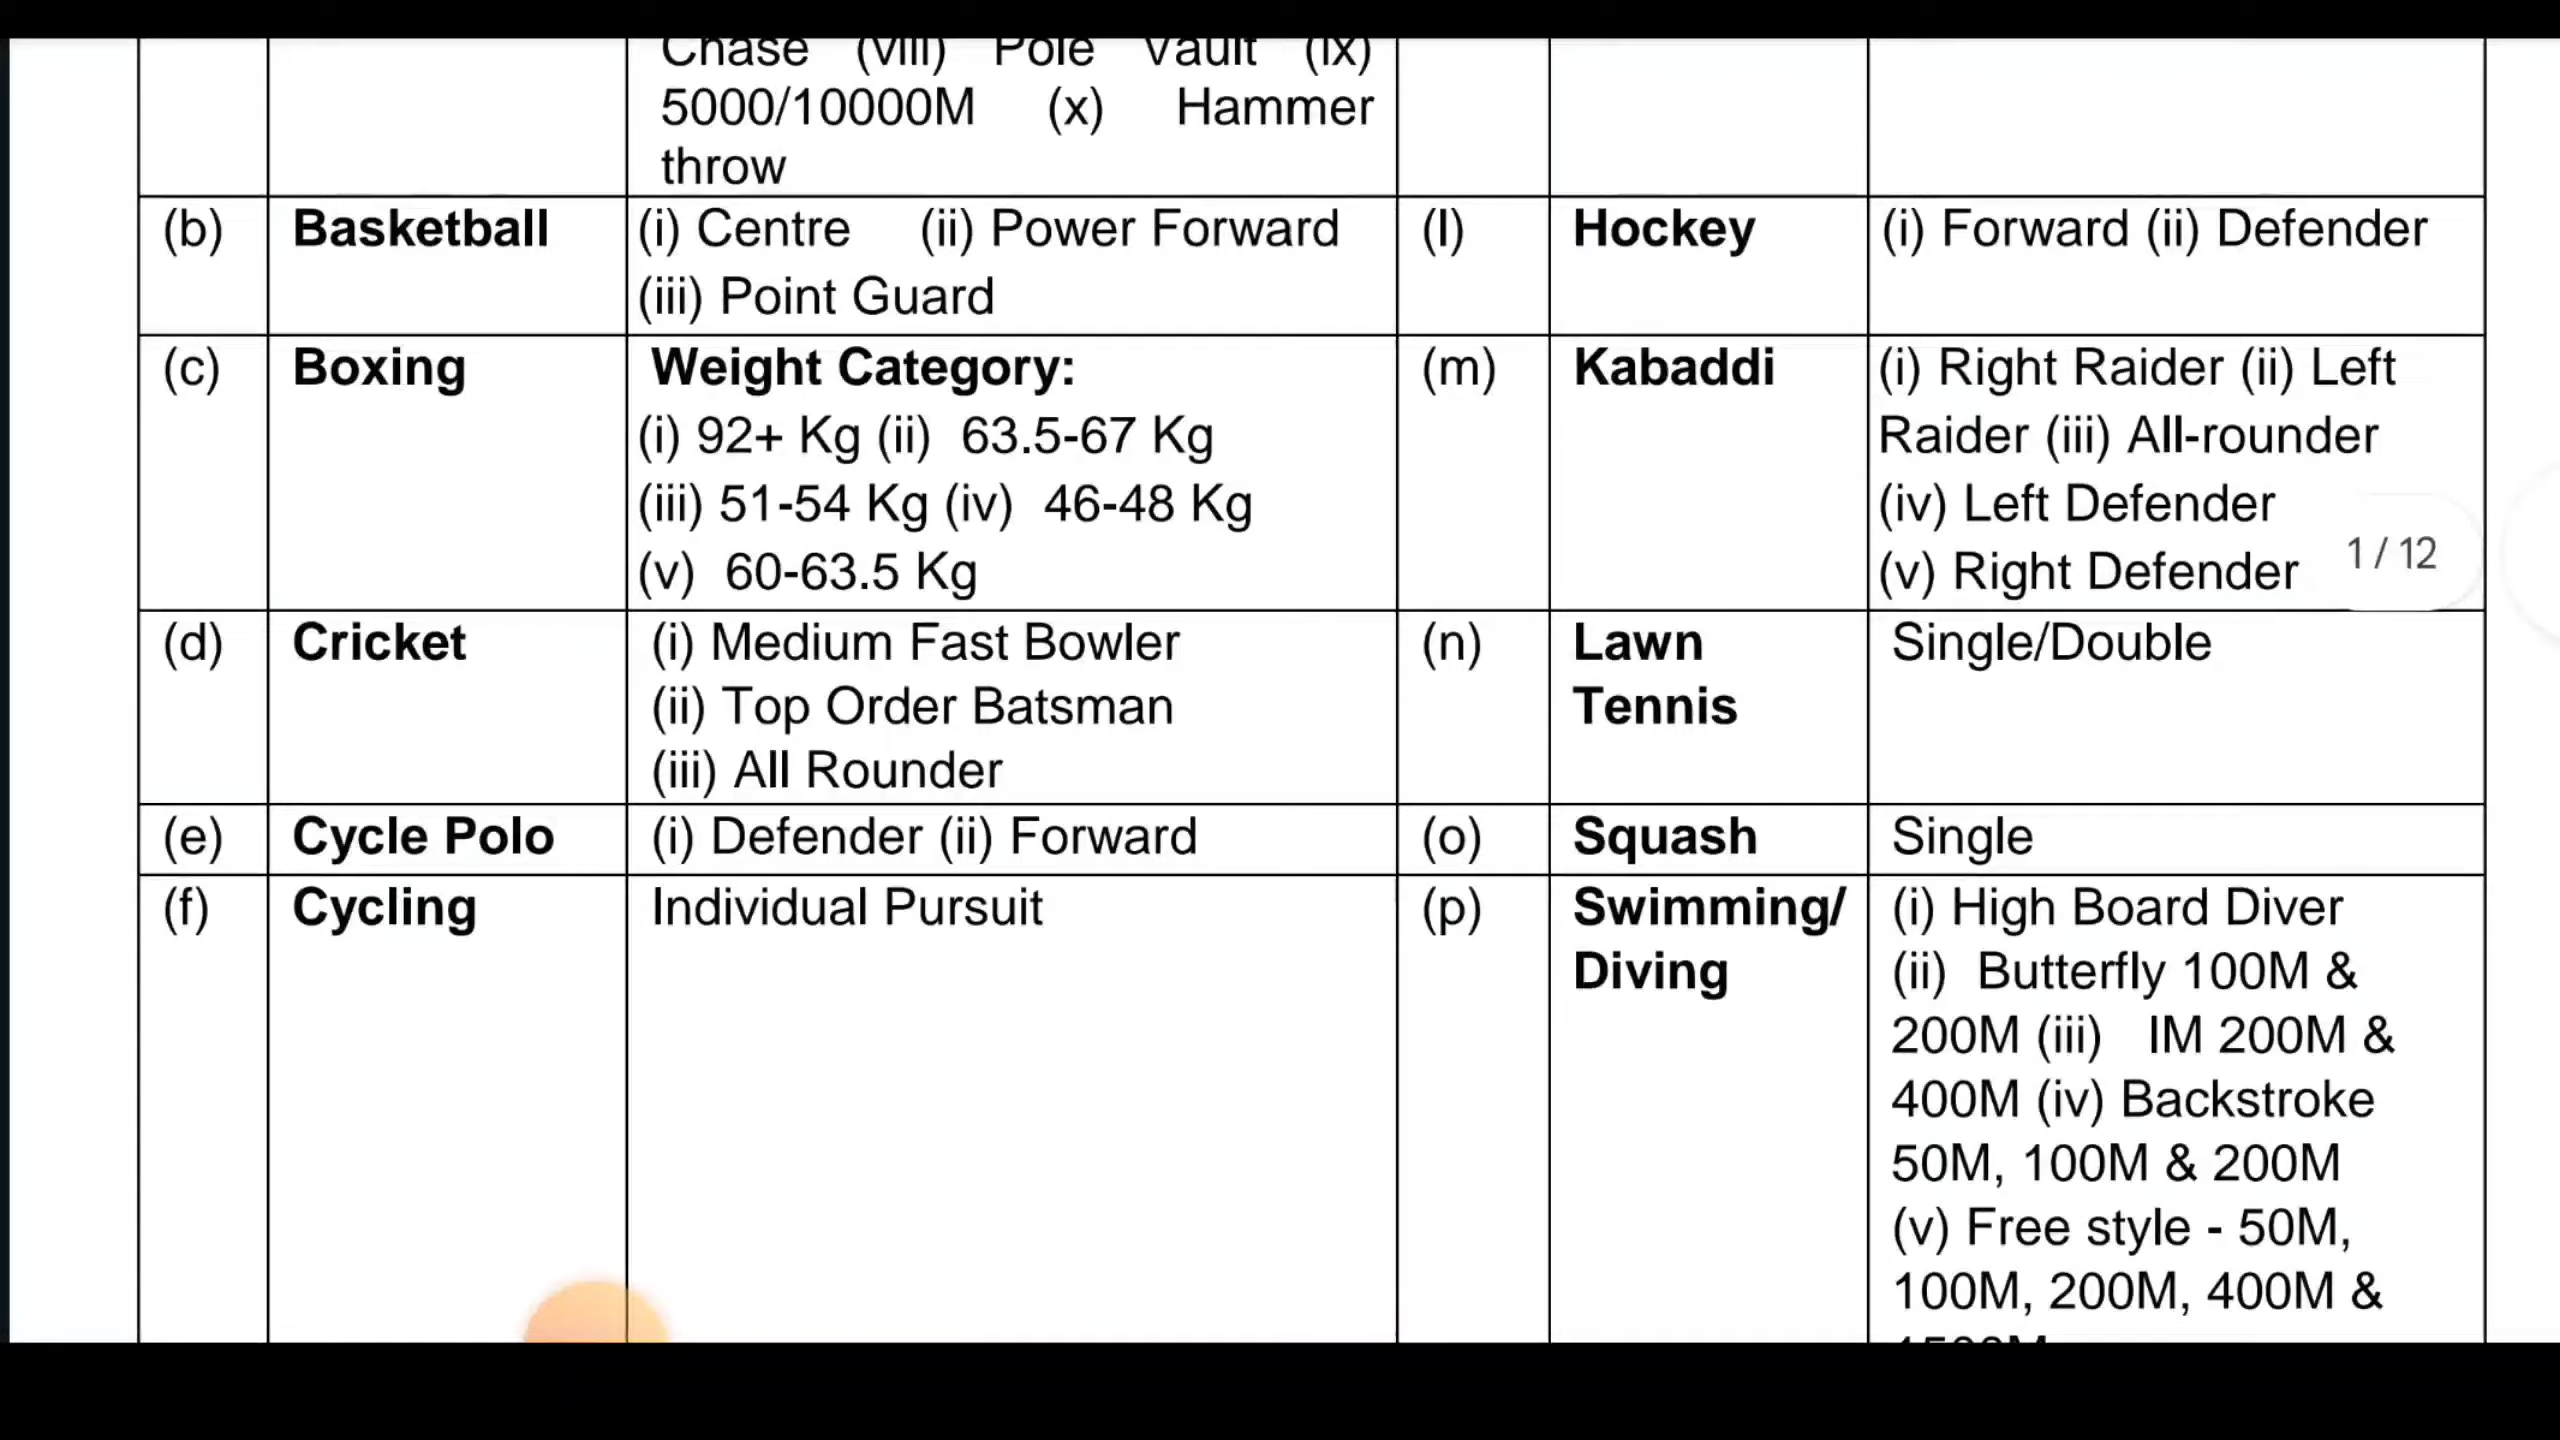 Chase (viii) Pole Vault (ix)
5000/10000M (x) Hammer
throw
(b) Basketball (i) Centre (ii) Power Forward
(iii) Point Guard
(l) Hockey (i) Forward (ii) Defender
(c) Boxing Weight Category:
(i) 92+ Kg (ii) 63.5-67 Kg
(iii) 51-54 Kg (iv) 46-48 Kg
(v) 60-63.5 Kg
(m) Kabaddi (i) Right Raider (ii) Left
Raider (iii) All-rounder
(iv) Left Defender
(v) Right Defender
1 / 12
(d) Cricket (i) Medium Fast Bowler
(ii) Top Order Batsman
(iii) All Rounder
(n) Lawn Single/Double
Tennis
(e) Cycle Polo (i) Defender (ii) Forward
(o) Squash Single
(f) Cycling Individual Pursuit
(p) Swimming/ (i) High Board Diver
Diving (ii) Butterfly 100M &
200M (iii) IM 200M &
400M (iv) Backstroke
50M, 100M & 200M
(v) Free style - 50M,
100M, 200M, 400M &